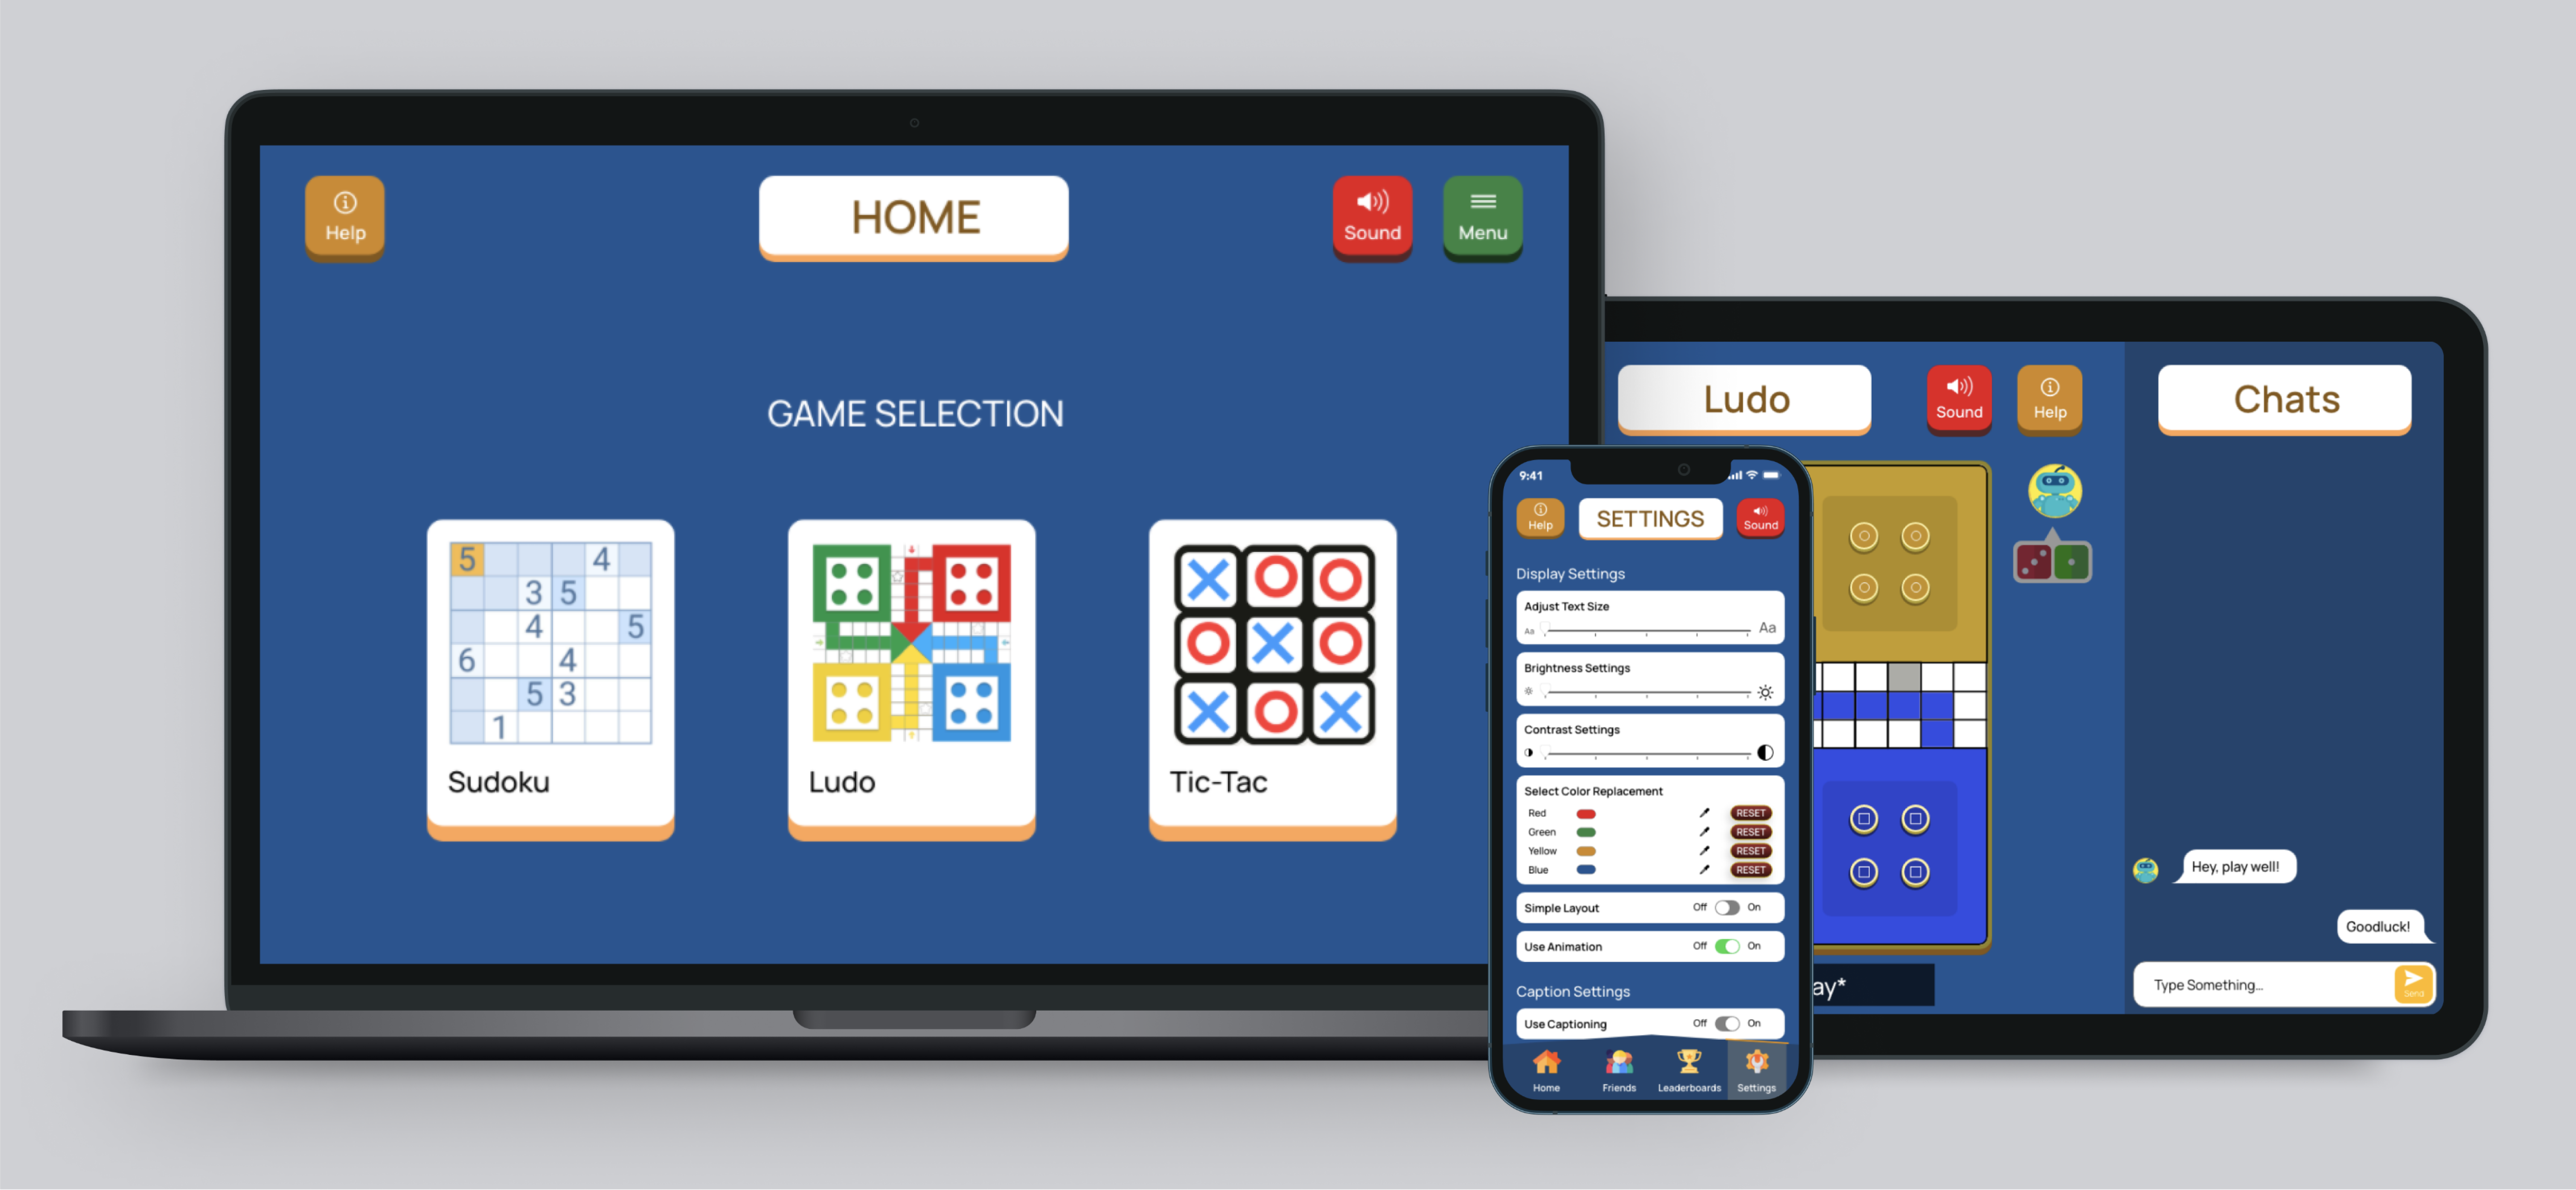 Help
HOME
Sound
Menu
GAME SELECTION
5 4
3 5
4 5
6 4
5 3
1
Sudoku
Ludo
Tic-Tac
9:41
Help
SETTINGS
Sound
Display Settings
Adjust Text Size
Aa Aa
Brightness Settings
Contrast Settings
Select Color Replacement
Red RESET
Green RESET
Yellow RESET
Blue RESET
Simple Layout Off On
Use Animation Off On
Caption Settings
Use Captioning Off On
Home Friends Leaderboards Settings
Ludo
Sound
Help
ay*
Chats
Hey, play well!
Goodluck!
Type Something...
Send